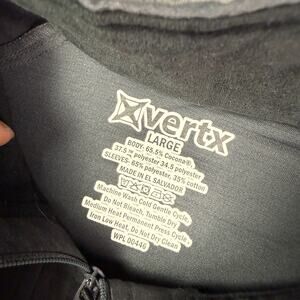 vertx
LARGE
BODY: 65.5% Cocona®,
37.5™ polyester 34.5 polyester
SLEEVES: 65% polyester, 35% cotton
MADE IN EL SALVADOR
Machine Wash Cold Gentle Cycle,
Do Not Bleach, Tumble Dry
Medium Heat Permanent Press Cycle,
Iron Low Heat, Do Not Dry Clean
WPL 00446